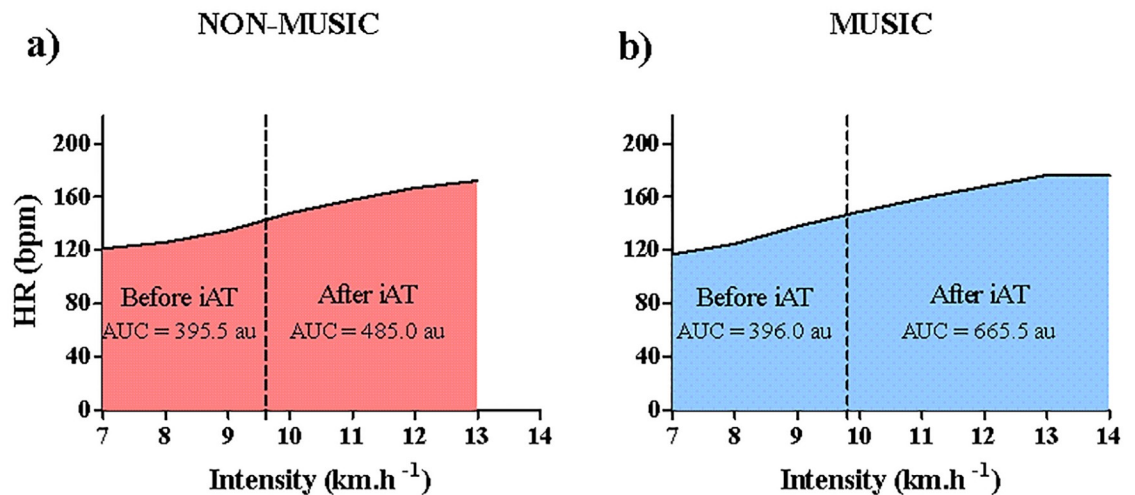 NON-MUSIC
a)
HR (bpm)
200
160
120
80
40
0
Before iAT
AUC = 395.5 au
After iAT
AUC = 485.0 au
7 8 9 10 11 12 13 14
Intensity (km.h -1)
MUSIC
b)
200
160
120
80
40
0
Before iAT
AUC = 396.0 au
After iAT
AUC = 665.5 au
7 8 9 10 11 12 13 14
Intensity (km.h -1)